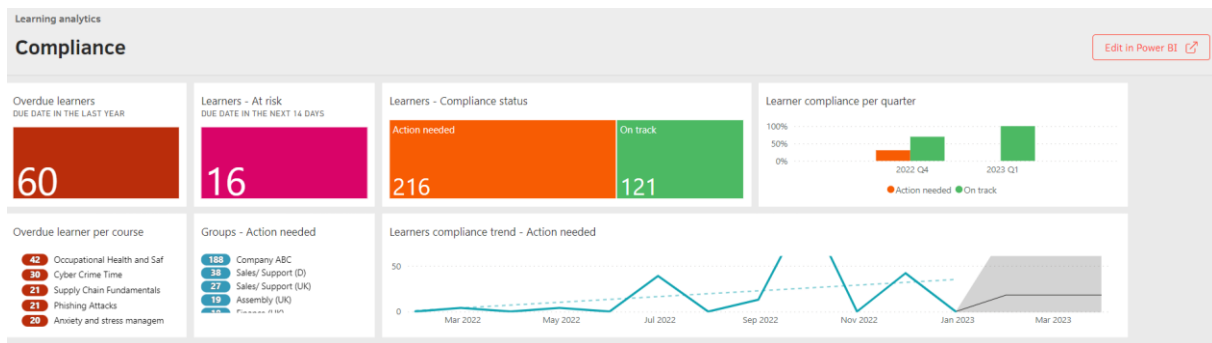 Learning analytics
Compliance
Edit in Power BI
Overdue learners
DUE DATE IN THE LAST YEAR
60
Learners - At risk
DUE DATE IN THE NEXT 14 DAYS
16
Learners - Compliance status
Action needed
216
On track
121
Learner compliance per quarter
100%
50%
0%
2022 Q4 2023 Q1
Action needed On track
Overdue learner per course
42 Occupational Health and Saf
30 Cyber Crime Time
21 Supply Chain Fundamentals
21 Phishing Attacks
20 Anxiety and stress managem
Groups - Action needed
188 Company ABC
38 Sales/ Support (D)
27 Sales/ Support (UK)
19 Assembly (UK)
Learners compliance trend - Action needed
50
0
Mar 2022 May 2022 Jul 2022 Sep 2022 Nov 2022 Jan 2023 Mar 2023